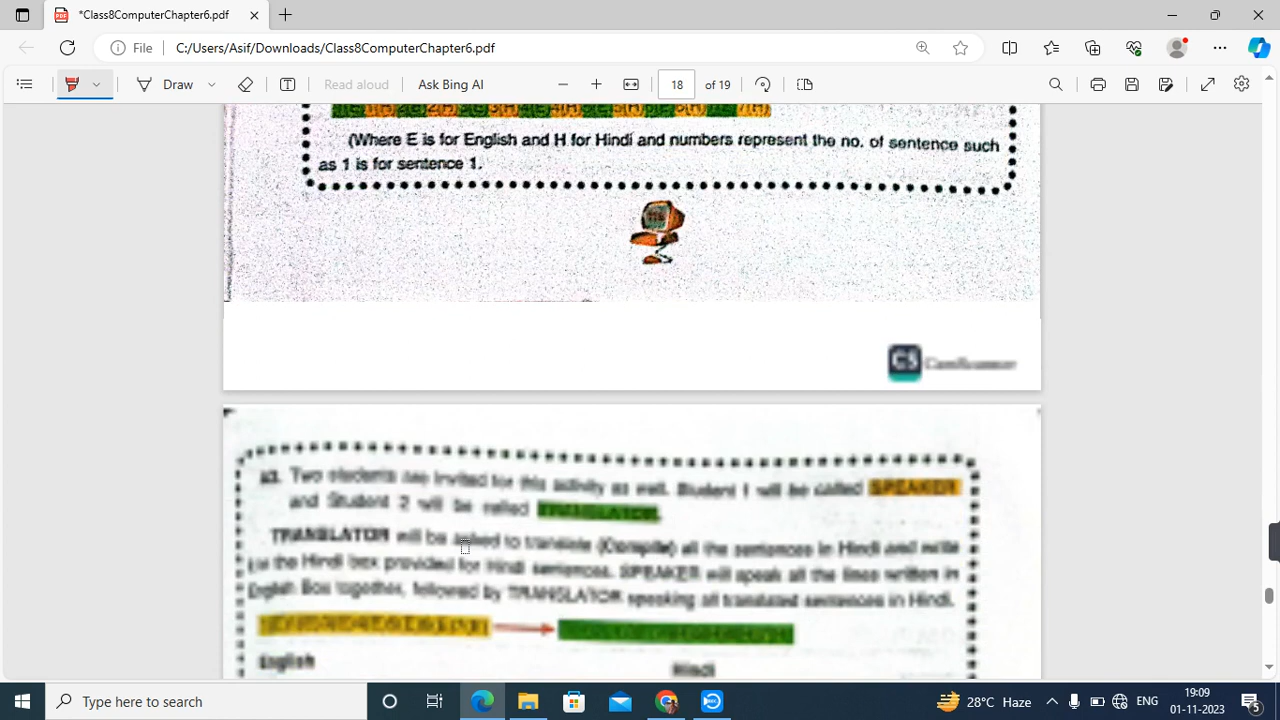 *Class8ComputerChapter6.pdf
File C:/Users/Asif/Downloads/Class8ComputerChapter6.pdf
Draw Read aloud Ask Bing AI 18 of 19
(Where E is for English and H for Hindi and numbers represent the no. of sentence such
as 1 is for sentence 1.
CS CamScanner
Two students are invited for this activity as well. Student 1 will be called SPEAKER
and Student 2 will be called TRANSLATOR.
TRANSLATOR will be asked to translate (Compile) all the sentences in Hindi and write
the Hindi box provided for Hindi sentences. SPEAKER will speak all the lines written in
English Box together, followed by TRANSLATOR speaking all translated sentences in Hindi.
English Hindi
Type here to search 28°C Haze ENG 19:09
01-11-2023 5